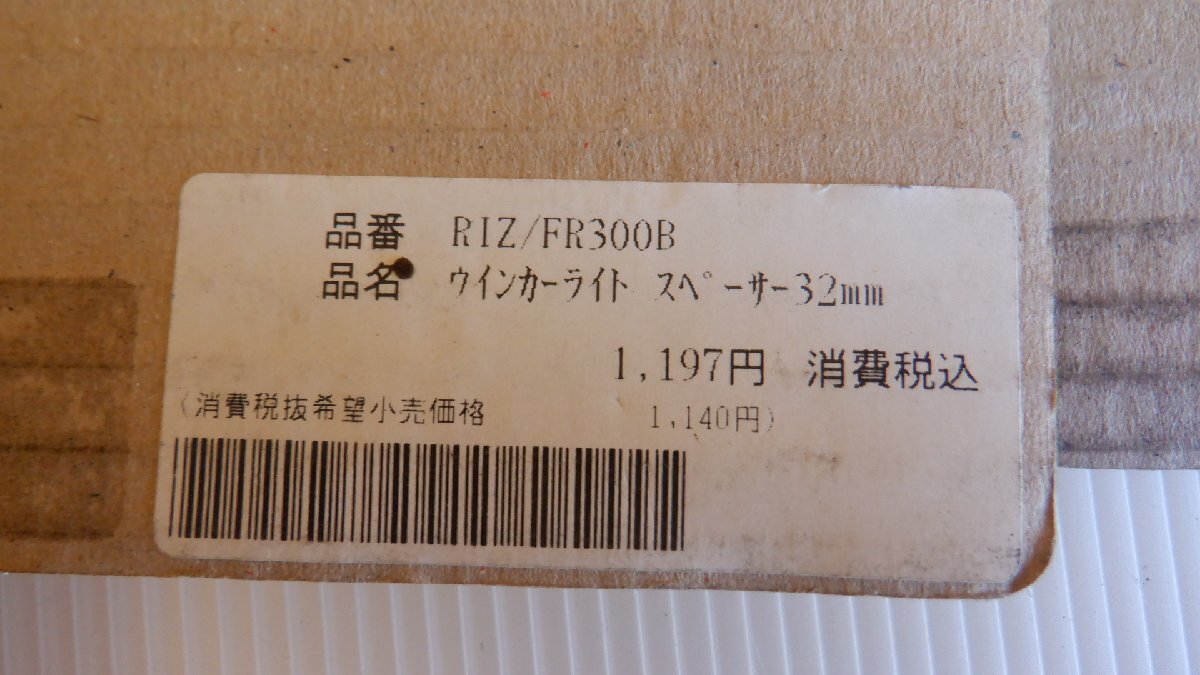 品番 RIZ/FR300B
品名 ウインカーライト スペーサー32mm
1,197円 消費税込
(消費税抜希望小売価格 1,140円)